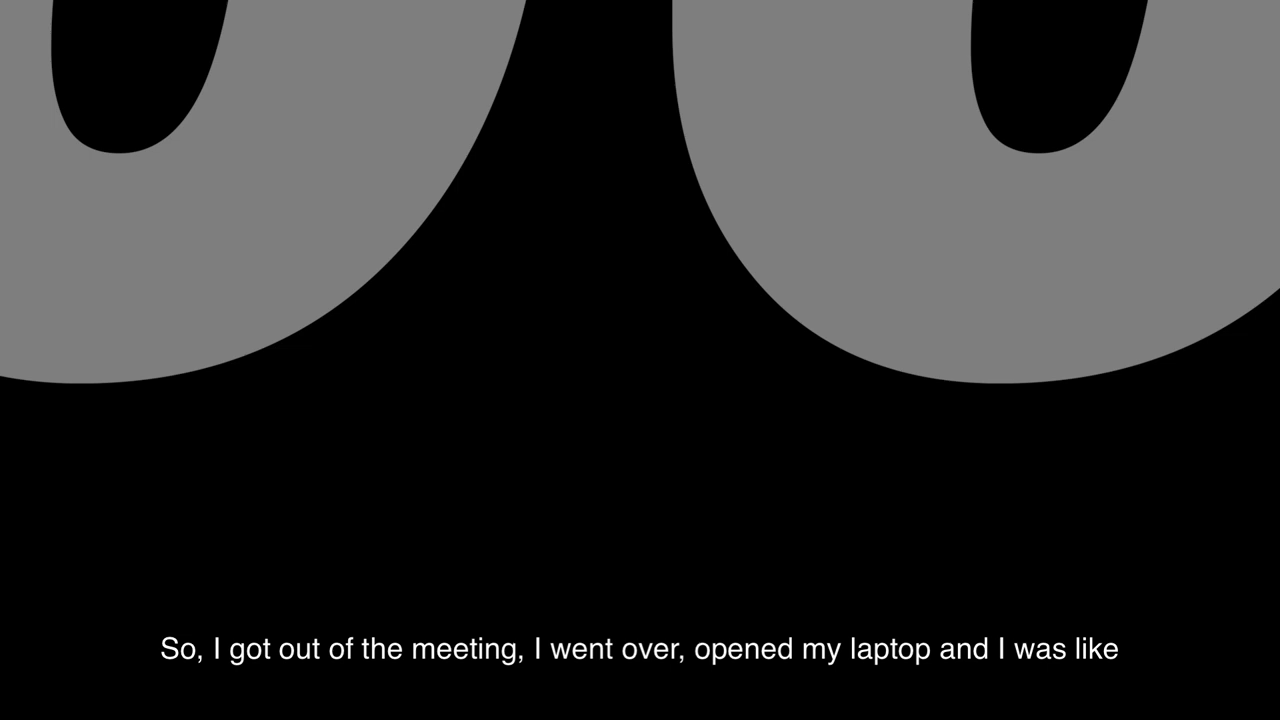 So, I got out of the meeting, I went over, opened my laptop and I was like